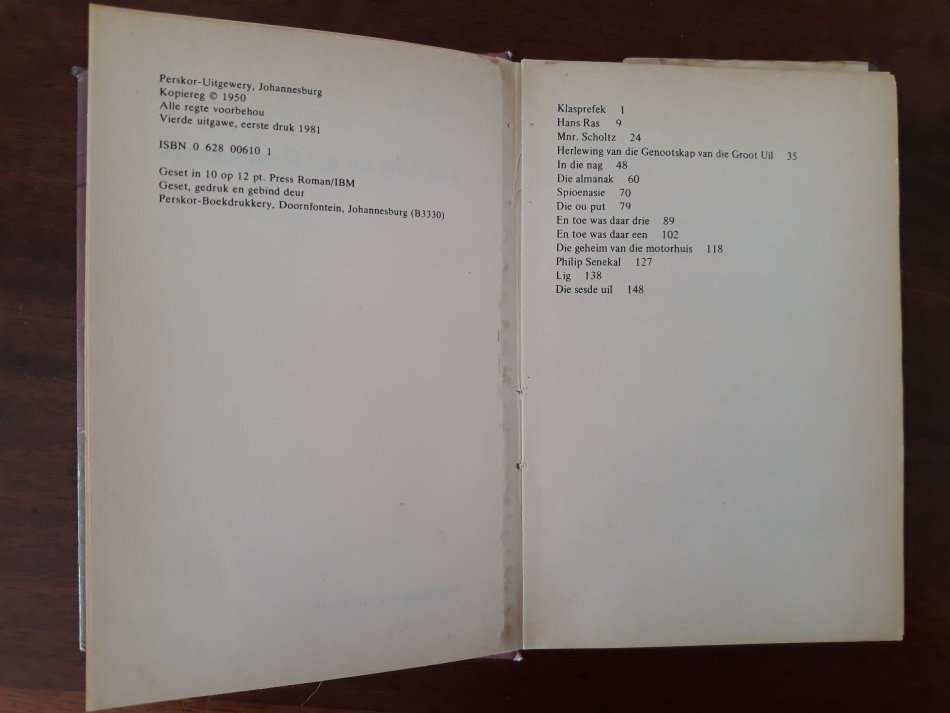 Perskor-Uitgewery, Johannesburg
Kopiereg © 1950
Alle regte voorbehou
Vierde uitgawe, eerste druk 1981
ISBN 0 628 00610 1
Geset in 10 op 12 pt. Press Roman/IBM
Geset, gedruk en gebind deur
Perskor-Boekdrukkery, Doornfontein, Johannesburg (B3330)
Klasprefek 1
Hans Ras 9
Mnr. Scholtz 24
Herlewing van die Genootskap van die Groot Uil 35
In die nag 48
Die almanak 60
Spioenasie 70
Die ou put 79
En toe was daar drie 89
En toe was daar een 102
Die geheim van die motorhuis 118
Philip Senekal 127
Lig 138
Die sesde uil 148